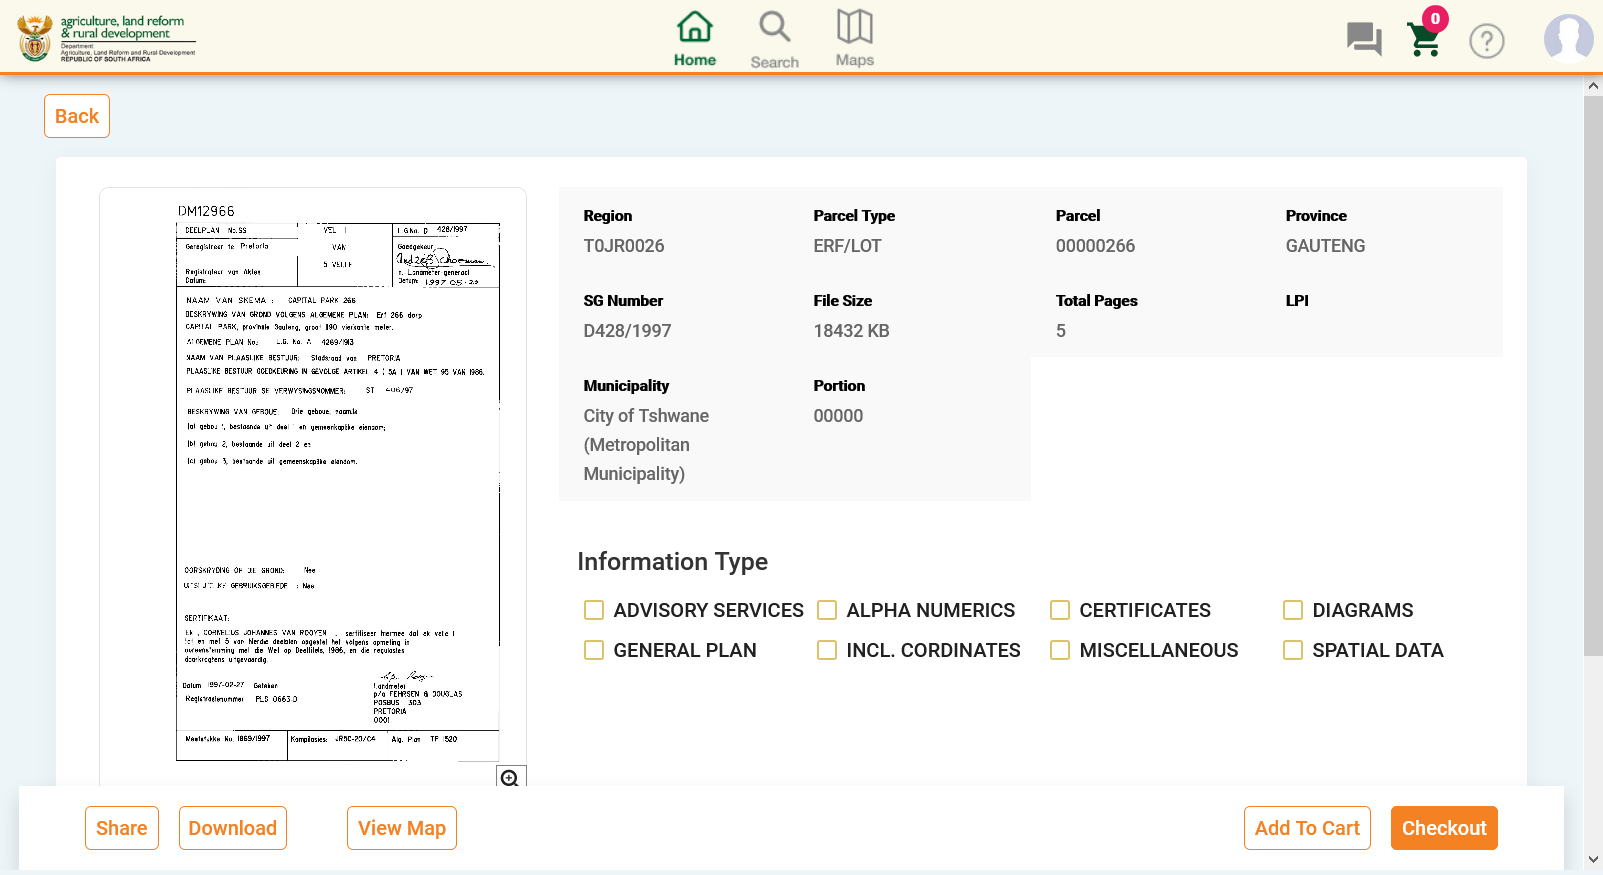 agriculture, land reform
& rural development
Department:
Agriculture, Land Reform and Rural Development
REPUBLIC OF SOUTH AFRICA
Home
Search
Maps
0
?
Back
DM12966
DEELPLAN No.SS
VEL 1
L G No. D 428/1997
Geregistreer te Pretoria
VAN
Goedgekeur
5 VELLE
Registrateur van Aktes
Datum:
n. Landmeter generaal
Datum: 1997-05-
NAAM VAN SKEMA : CAPITAL PARK 266
BESKRYWING VAN GROND VOLGENS ALGEMENE PLAN: Erf 266 dorp
CAPITAL PARK, provinsie Gauteng, groot 1190 vierkante meter.
ALGEMENE PLAN No.: L.G. No. A 4269/1913
NAAM VAN PLAASLIKE BESTUUR: Stadsraad van PRETORIA
PLAASLIKE BESTUUR GOEDKEURING IN GEVOLGE ARTIKEL 4 ( 5A ) VAN WET 95 VAN 1986.
PLAASLIKE BESTUUR SE VERWYSINGSNOMMER: ST 406/97
BESKRYWING VAN GEBOUE: Drie geboue, naamlik
(a) gebou 1, bestaande uit deel 1 en gemeenskaplike eiendom;
(b) gebou 2, bestaande uit deel 2 en
(c) gebou 3, bestaande uit gemeenskaplike eiendom.
OORSKRYDING OP DIE GROND: Nee
UITSLUITLIKE GEBRUIKSGEBIEDE : Nee
SERTIFIKAAT:
Ek , CORNELIUS JOHANNES VAN ROOYEN , sertifiseer hiermee dat ek velle 1
tot en met 5 van hierdie deelplan opgestel het volgens opmeting in
ooreenstemming met die Wet op Deeltitels, 1986, en die regulasies
daarkragtens uitgevaardig.
Datum 1997-02-27 Geteken
Landmeter
Registrasienommer PLS 0663D
p/a FEHRSEN & DOUGLAS
POSBUS 303
PRETORIA
0001
Meetstukke No. 1869/1997
Kompilasies: JR5C-20/C4
Alg. Plan TP 1520
Region
Parcel Type
Parcel
Province
T0JR0026
ERF/LOT
00000266
GAUTENG
SG Number
File Size
Total Pages
LPI
D428/1997
18432 KB
5
Municipality
Portion
City of Tshwane
(Metropolitan
Municipality)
00000
Information Type
ADVISORY SERVICES
ALPHA NUMERICS
CERTIFICATES
DIAGRAMS
GENERAL PLAN
INCL. CORDINATES
MISCELLANEOUS
SPATIAL DATA
Share
Download
View Map
Add To Cart
Checkout